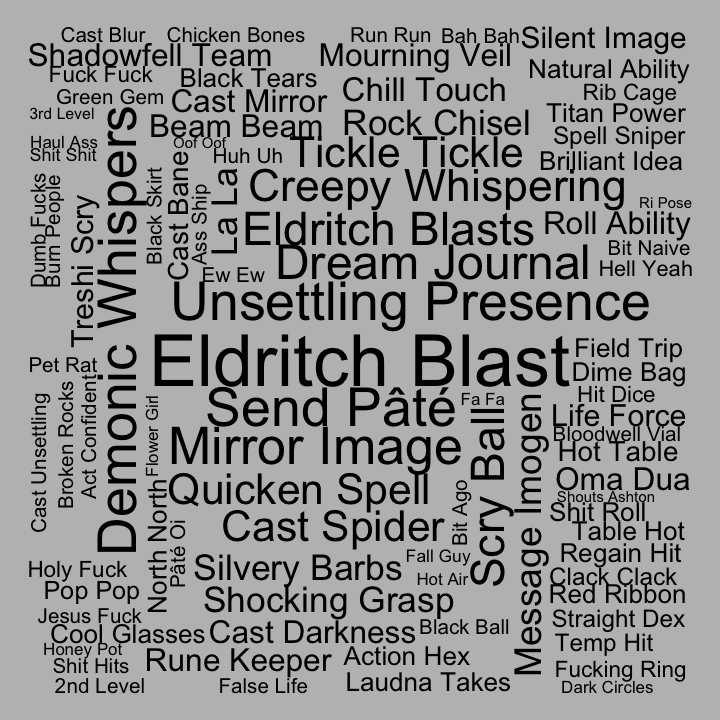 Cast Blur
Chicken Bones
Run Run
Bah Bah
Silent Image
Shadowfell Team
Mourning Veil
Natural Ability
Fuck Fuck
Black Tears
Chill Touch
Rib Cage
Green Gem
Cast Mirror
Titan Power
3rd Level
Beam Beam
Rock Chisel
Spell Sniper
Haul Ass
Oof Oof
Shit Shit
Huh Uh
Tickle Tickle
Brilliant Idea
Dumb Fucks
Burn People
Treshi Scry
Demonic Whispers
Black Skirt
Cast Bane
Ass Ship
La La
Creepy Whispering
Ri Pose
Eldritch Blasts
Roll Ability
Bit Naive
Ew Ew
Dream Journal
Hell Yeah
Unsettling Presence
Eldritch Blast
Field Trip
Pet Rat
Dime Bag
Send Pâté
Fa Fa
Hit Dice
Life Force
Cast Unsettling
Broken Rocks
Act Confident
Flower Girl
Mirror Image
Scry Ball
Message Imogen
Bloodwell Vial
Hot Table
Quicken Spell
Bit Ago
Oma Dua
North North
Pâté Oi
Cast Spider
Shouts Ashton
Shit Roll
Table Hot
Holy Fuck
Silvery Barbs
Fall Guy
Regain Hit
Hot Air
Clack Clack
Pop Pop
Shocking Grasp
Red Ribbon
Jesus Fuck
Cool Glasses
Cast Darkness
Black Ball
Straight Dex
Honey Pot
Temp Hit
Shit Hits
Rune Keeper
Action Hex
Fucking Ring
2nd Level
False Life
Laudna Takes
Dark Circles